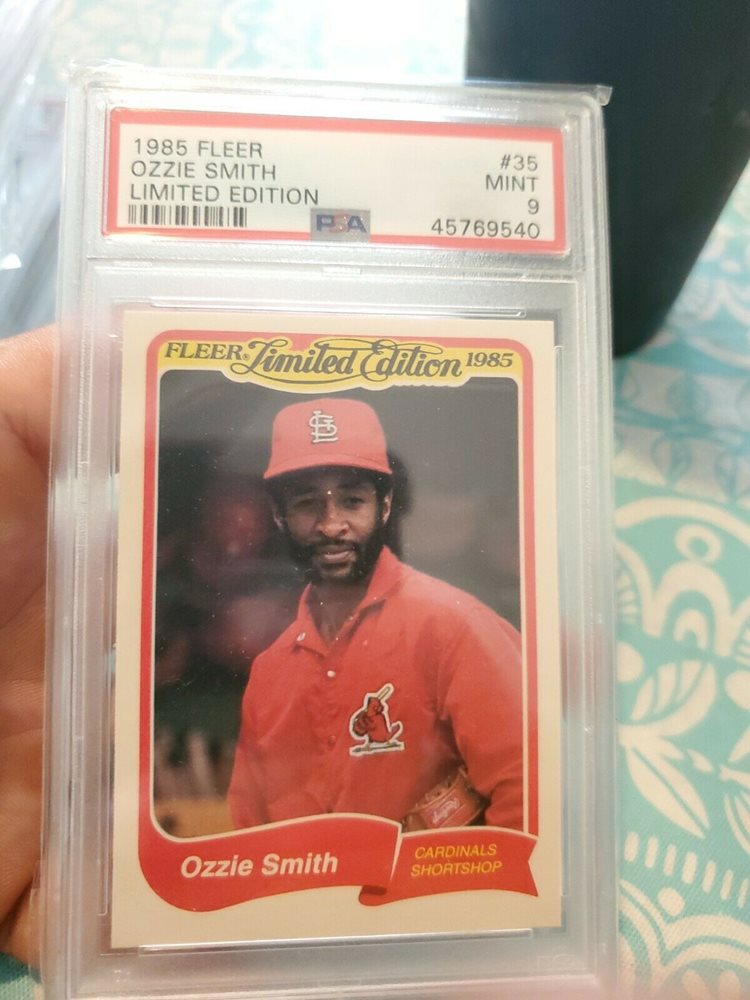 1985 FLEER
OZZIE SMITH
LIMITED EDITION
#35
MINT
9
PSA
45769540
FLEER® Limited Edition 1985
StL
Ozzie Smith
CARDINALS
SHORTSHOP